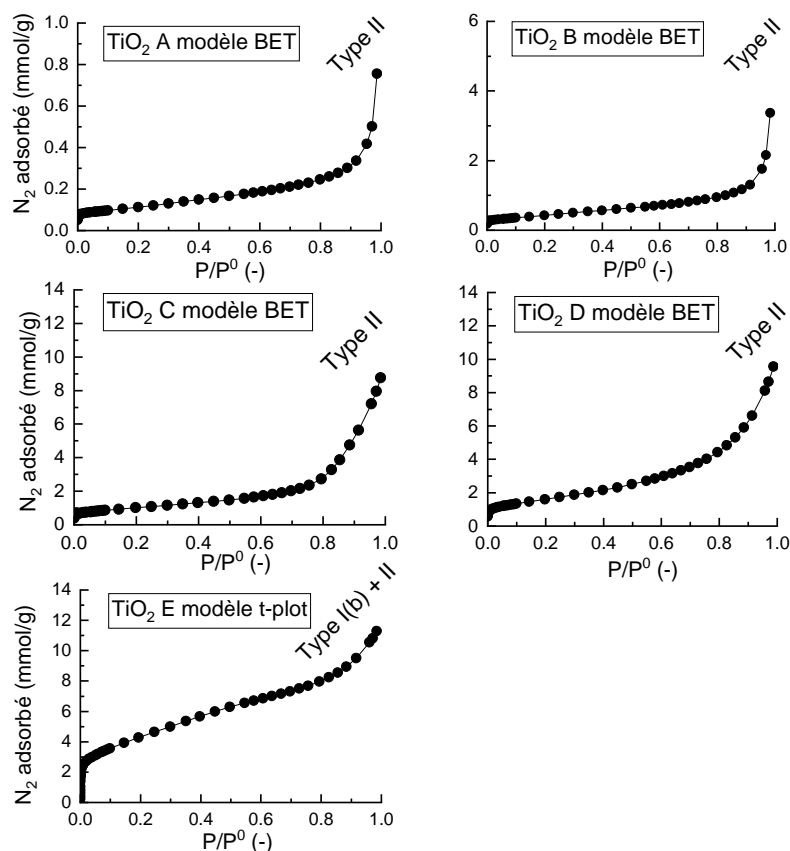 TiO2 A modèle BET
Type II
N2 adsorbé (mmol/g)
1.0
0.8
0.6
0.4
0.2
0.0
0.0 0.2 0.4 0.6 0.8 1.0
P/P0 (-)
TiO2 B modèle BET
Type II
6
4
2
0
0.0 0.2 0.4 0.6 0.8 1.0
P/P0 (-)
TiO2 C modèle BET
Type II
N2 adsorbé (mmol/g)
14
12
10
8
6
4
2
0
0.0 0.2 0.4 0.6 0.8 1.0
P/P0 (-)
TiO2 D modèle BET
Type II
14
12
10
8
6
4
2
0
0.0 0.2 0.4 0.6 0.8 1.0
P/P0 (-)
TiO2 E modèle t-plot
Type I(b) + II
N2 adsorbé (mmol/g)
14
12
10
8
6
4
2
0
0.0 0.2 0.4 0.6 0.8 1.0
P/P0 (-)